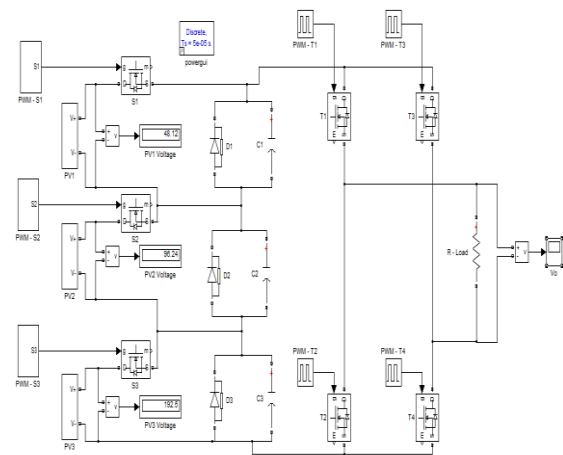 Discrete,
Ts = 5e-05 s
powergui
PWM - T1
PWM - T3
S1
PWM - S1
g
m
D
S
S1
V+
V-
PV1
+
-
v
48.12
PV1 Voltage
D1
C1
T1
g
C
m
E
T3
g
C
m
E
S2
PWM - S2
g
m
D
S
S2
V+
V-
PV2
+
-
v
96.24
PV2 Voltage
D2
+
C2
+
R - Load
+
-
v
Vo
S3
PWM - S3
g
m
D
S
S3
V+
V-
PV3
+
-
v
192.5
PV3 Voltage
D3
C3
PWM - T2
PWM - T4
T2
g
C
m
E
T4
g
C
m
E